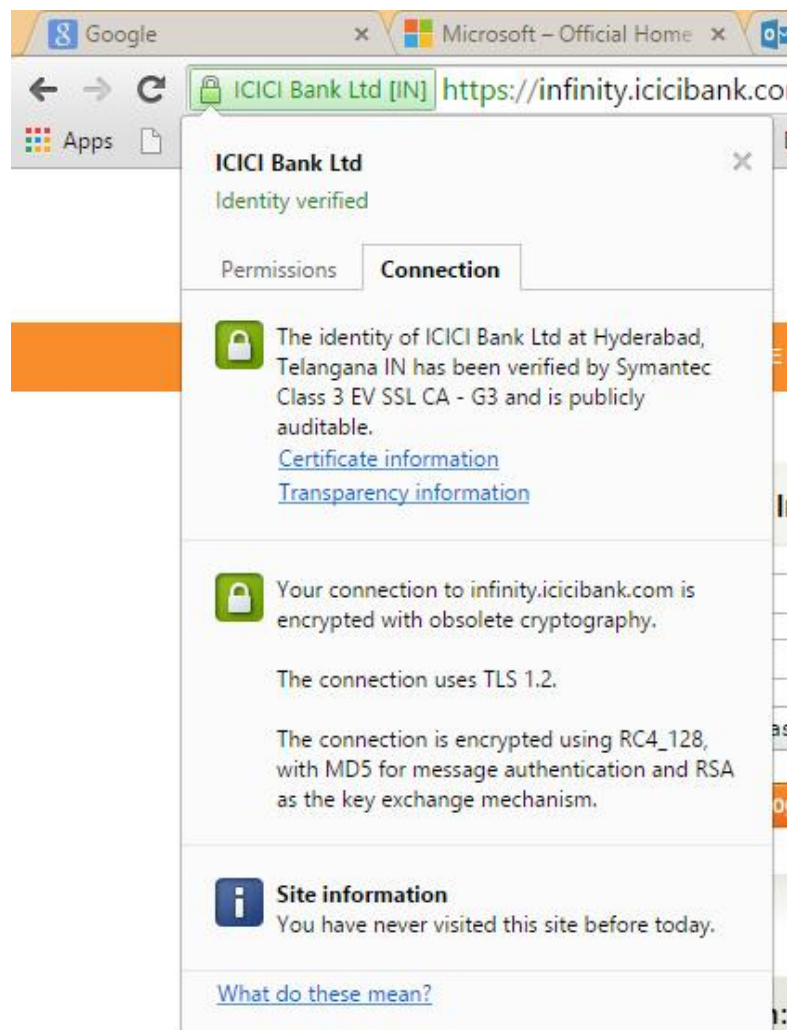 Google
Microsoft – Official Home
ICICI Bank Ltd [IN] https://infinity.icicibank.co
Apps
ICICI Bank Ltd
Identity verified
Permissions Connection
The identity of ICICI Bank Ltd at Hyderabad,
Telangana IN has been verified by Symantec
Class 3 EV SSL CA - G3 and is publicly
auditable.
Certificate information
Transparency information
Your connection to infinity.icicibank.com is
encrypted with obsolete cryptography.
The connection uses TLS 1.2.
The connection is encrypted using RC4_128,
with MD5 for message authentication and RSA
as the key exchange mechanism.
Site information
You have never visited this site before today.
What do these mean?